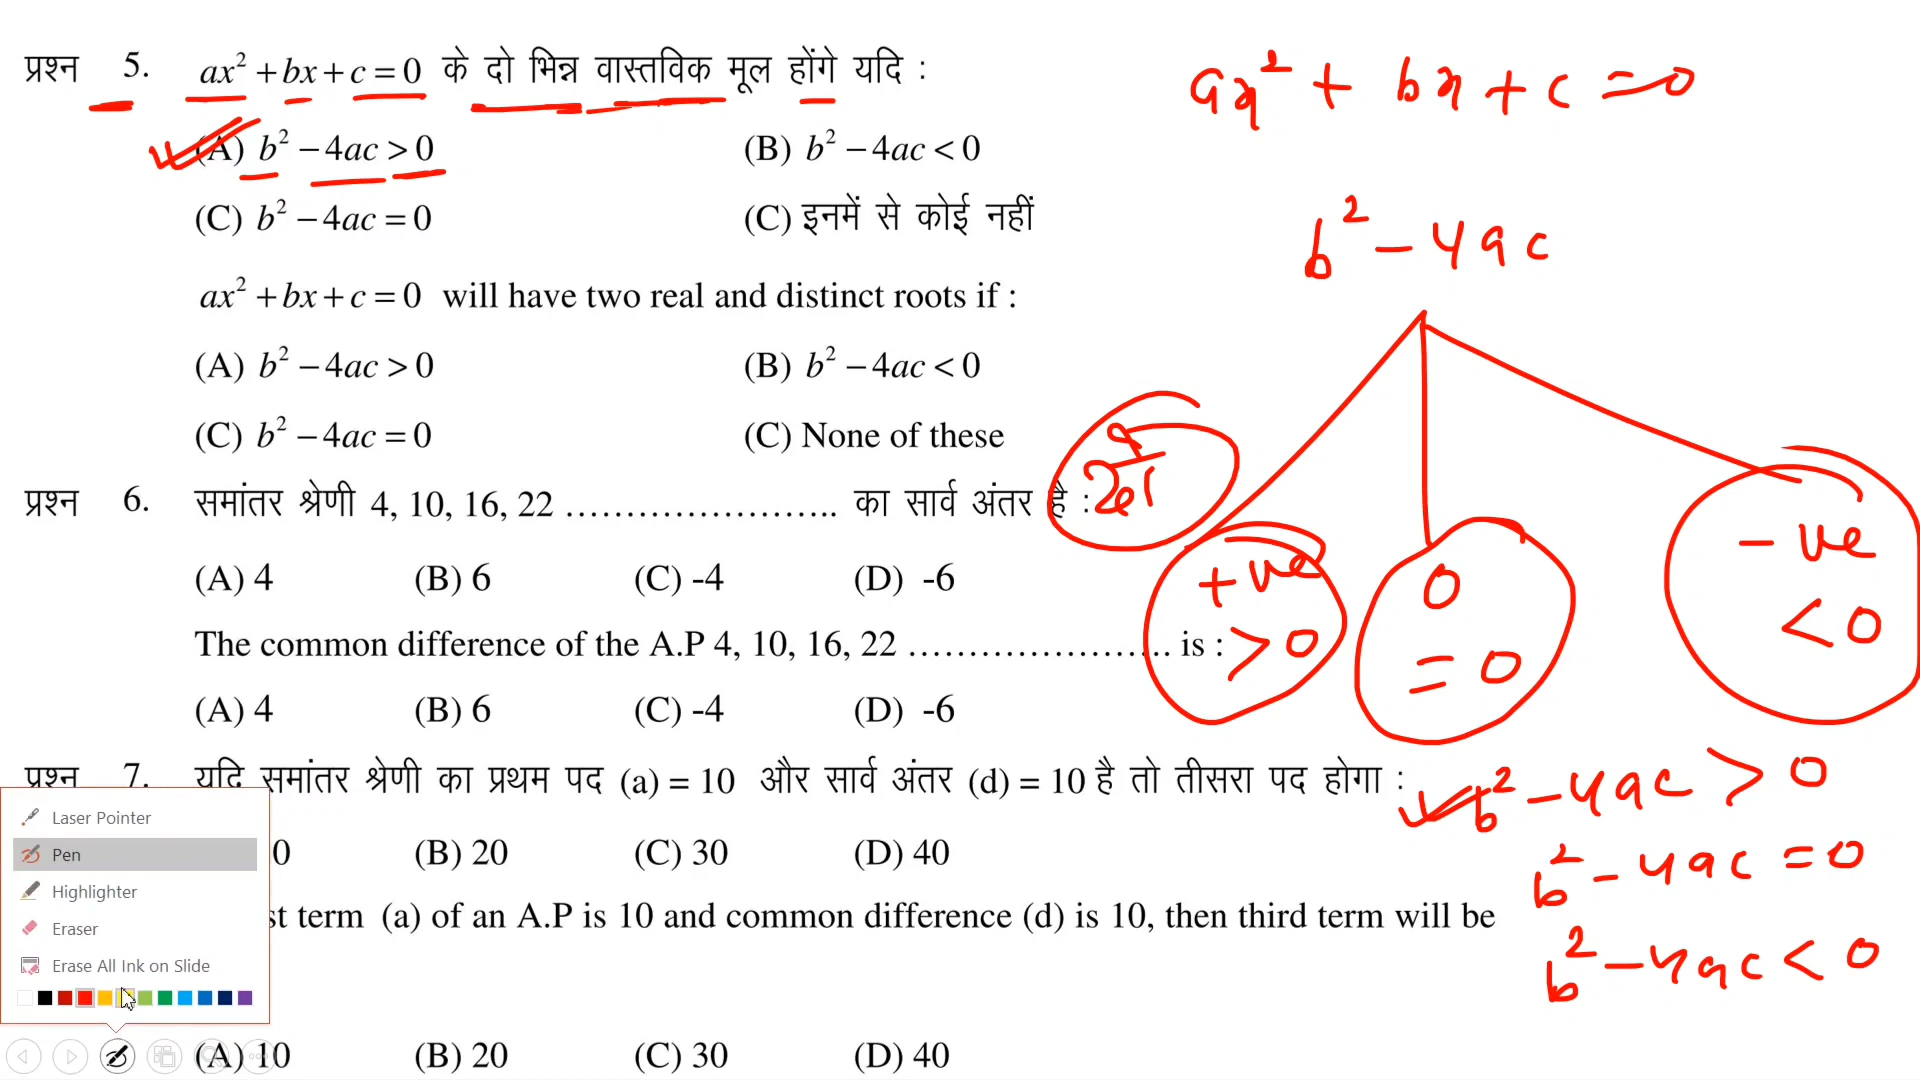 प्रश्न 5. ax² + bx + c = 0 के दो भिन्न वास्तविक मूल होंगे यदि :
(A) b² − 4ac > 0 (B) b² − 4ac < 0
(C) b² − 4ac = 0 (C) इनमें से कोई नहीं
ax² + bx + c = 0 will have two real and distinct roots if :
(A) b² − 4ac > 0 (B) b² − 4ac < 0
(C) b² − 4ac = 0 (C) None of these
प्रश्न 6. समांतर श्रेणी 4, 10, 16, 22 ........................ का सार्व अंतर है :
(A) 4 (B) 6 (C) -4 (D) -6
The common difference of the A.P 4, 10, 16, 22 ........................ is :
(A) 4 (B) 6 (C) -4 (D) -6
प्रश्न 7. यदि समांतर श्रेणी का प्रथम पद (a) = 10 और सार्व अंतर (d) = 10 है तो तीसरा पद होगा :
0 (B) 20 (C) 30 (D) 40
st term (a) of an A.P is 10 and common difference (d) is 10, then third term will be
(A) 10 (B) 20 (C) 30 (D) 40
ax² + bx + c = 0
b² − 4ac
+ve
> 0
0
= 0
− ve
< 0
b² − 4ac > 0
b² − 4ac = 0
b² − 4ac < 0
Laser Pointer
Pen
Highlighter
Eraser
Erase All Ink on Slide